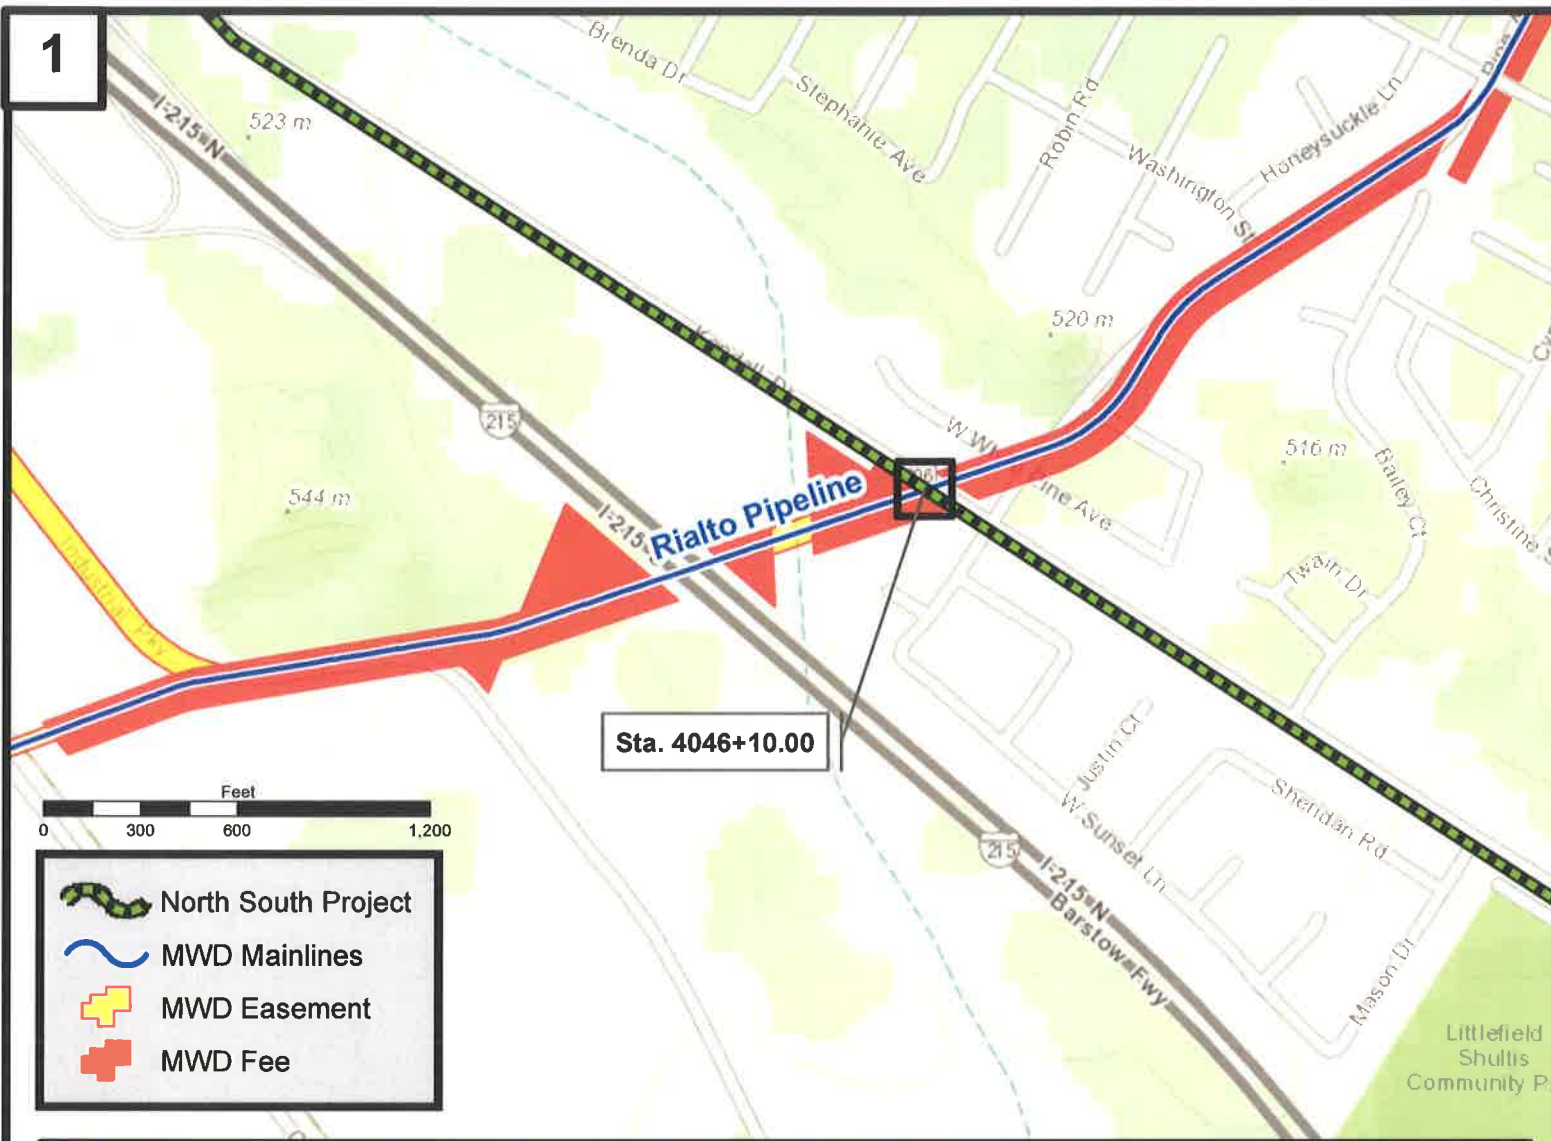 1
Brenda Dr
Stephanie Ave
Robin Rd
Honeysuckle Ln
Washington St
I-215 N
523 m
520 m
215
544 m
516 m
Bailey Ct
Christine
Twain Dr
Rialto Pipeline
I-215
Industrial Pky
Sta. 4046+10.00
Justin Ct
W Sunset Ln
Sheridan Rd
215
I-215 N
Barstow Fwy
Mason Dr
Littlefield
Shultis
Community P
Feet
0 300 600 1,200
North South Project
MWD Mainlines
MWD Easement
MWD Fee